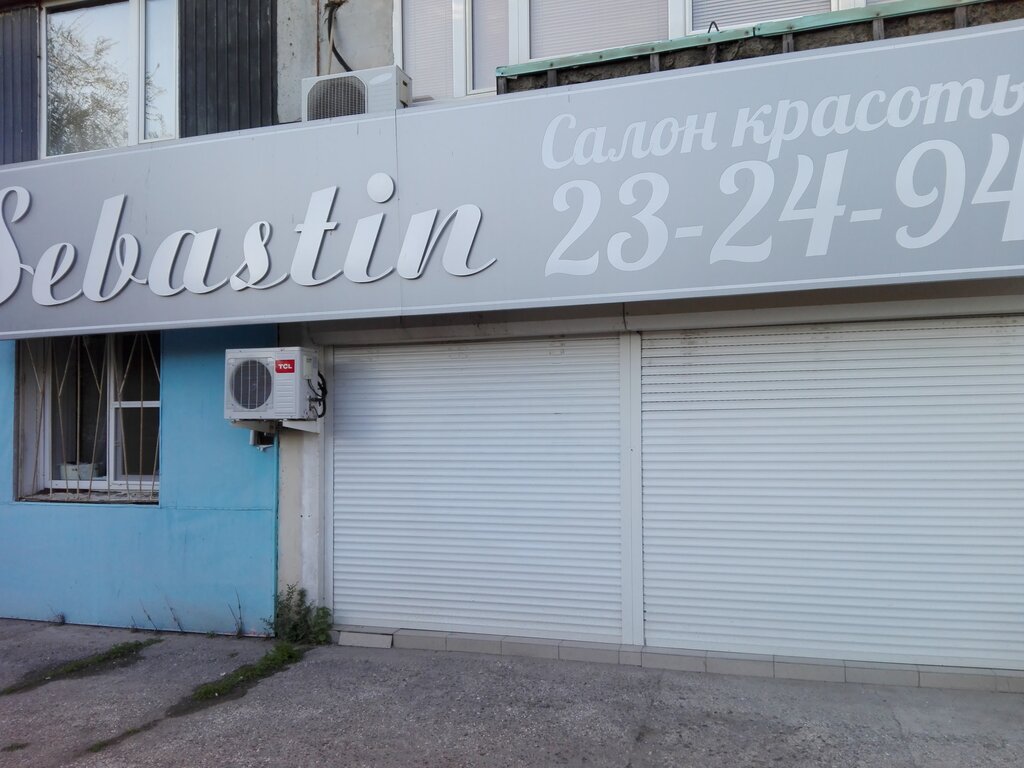 Sebastin
Салон красоты
23-24-94
TCL